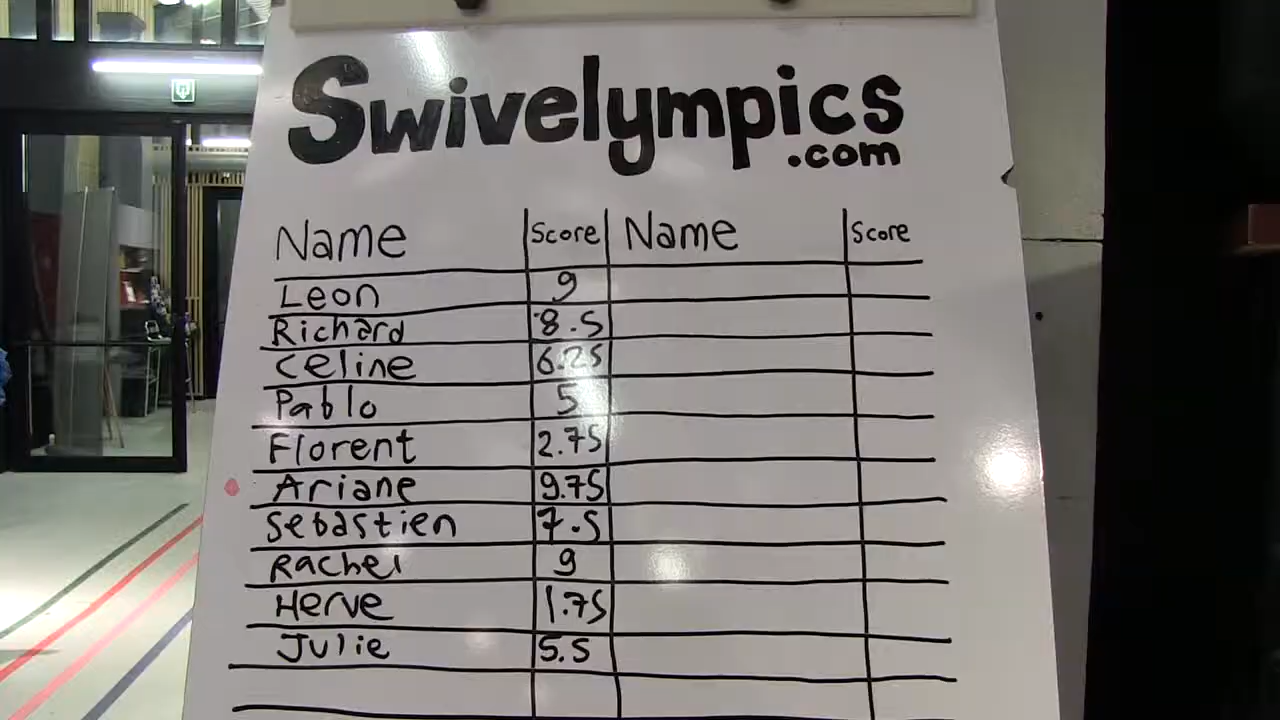 Swivelympics
.com
Name Score Name Score
Leon 9
Richard 8.5
Celine 6.25
Pablo 5
Florent 2.75
Ariane 9.75
Sebastien 7.5
Rachel 9
Herve 1.75
Julie 5.5